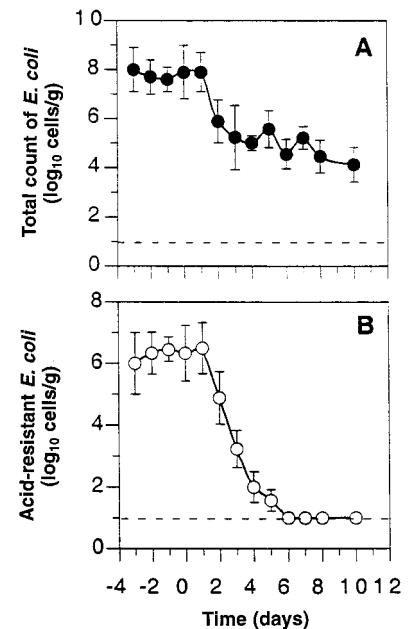 A
Total count of E. coli
(log10 cells/g)
10
8
6
4
2
0
B
Acid-resistant E. coli
(log10 cells/g)
8
6
4
2
0
-4 -2 0 2 4 6 8 10 12
Time (days)